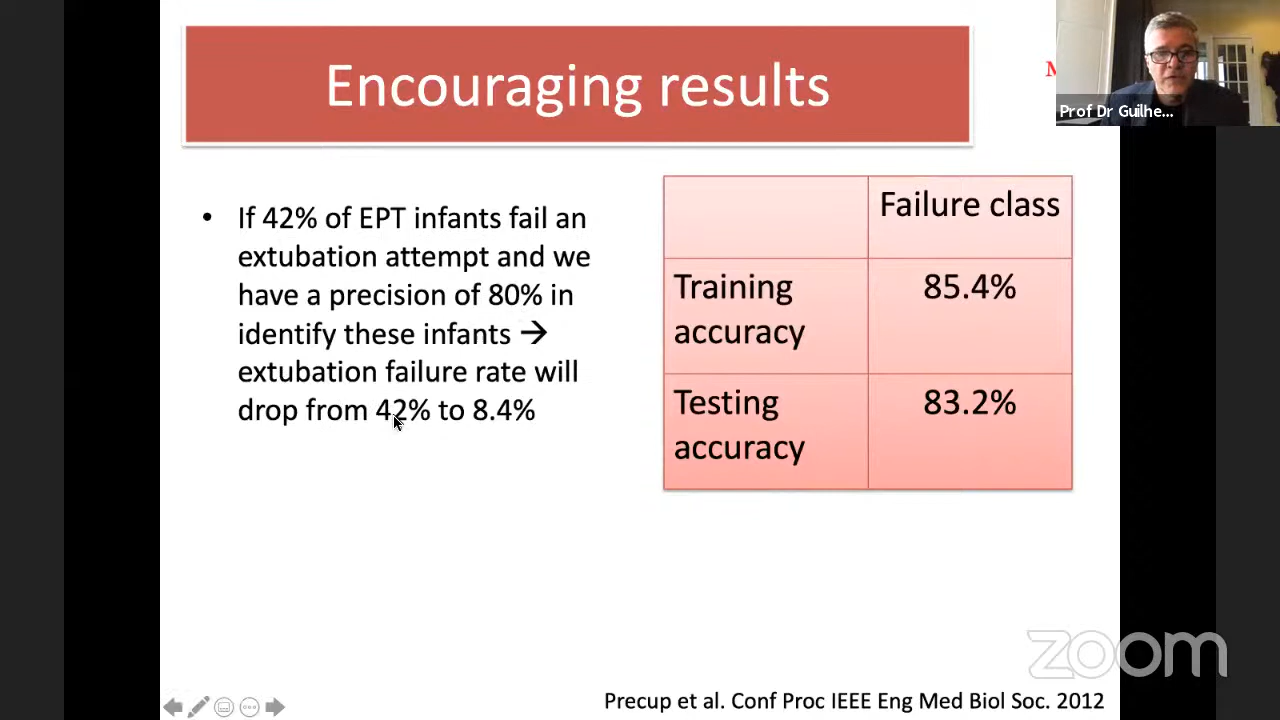 Encouraging results
M
Prof Dr Guilhe...
• If 42% of EPT infants fail an
extubation attempt and we
have a precision of 80% in
identify these infants →
extubation failure rate will
drop from 42% to 8.4%
Failure class
Training accuracy 85.4%
Testing accuracy 83.2%
zoom
Precup et al. Conf Proc IEEE Eng Med Biol Soc. 2012